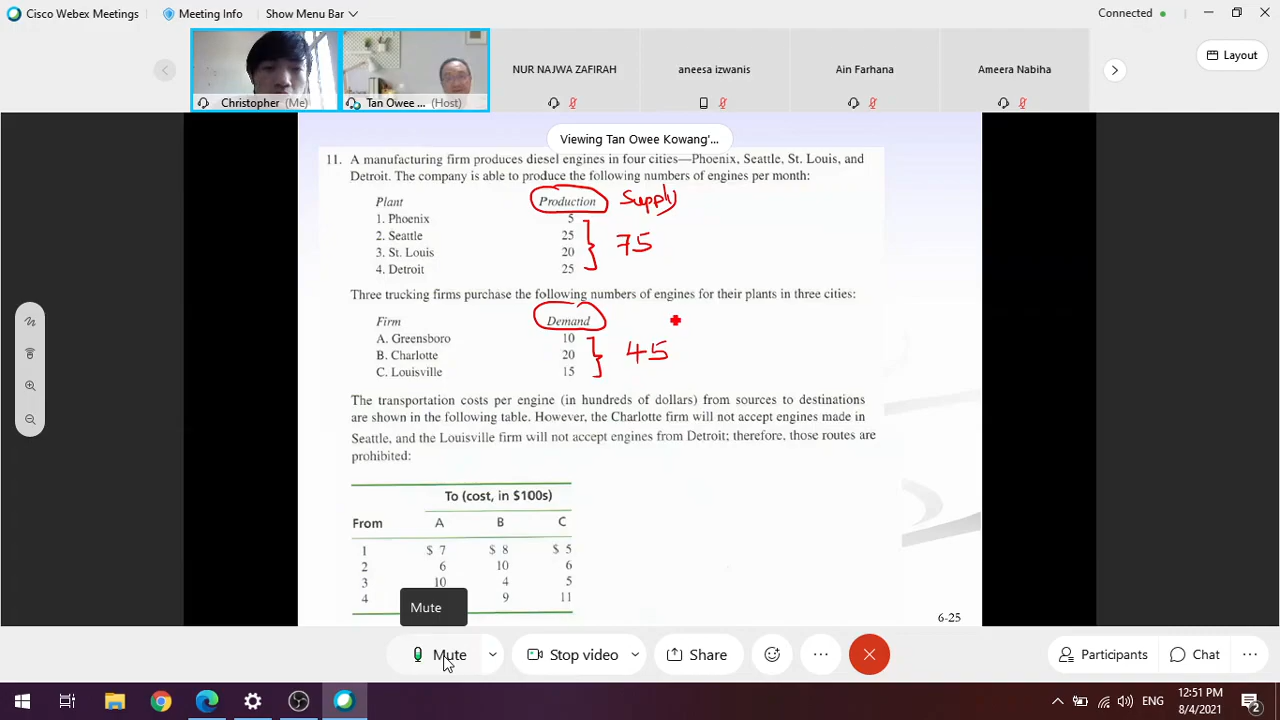 Cisco Webex Meetings Meeting Info Show Menu Bar Connected
Layout
NUR NAJWA ZAFIRAH aneesa izwanis Ain Farhana Ameera Nabiha
Christopher (Me) Tan Owee ... (Host)
Viewing Tan Owee Kowang'...
11. A manufacturing firm produces diesel engines in four cities—Phoenix, Seattle, St. Louis, and
Detroit. The company is able to produce the following numbers of engines per month:
Plant Production Supply
1. Phoenix 5
2. Seattle 25 75
3. St. Louis 20
4. Detroit 25
Three trucking firms purchase the following numbers of engines for their plants in three cities:
Firm Demand
A. Greensboro 10
B. Charlotte 20 45
C. Louisville 15
The transportation costs per engine (in hundreds of dollars) from sources to destinations
are shown in the following table. However, the Charlotte firm will not accept engines made in
Seattle, and the Louisville firm will not accept engines from Detroit; therefore, those routes are
prohibited:
To (cost, in $100s)
From A B C
1 $ 7 $ 8 $ 5
2 6 10 6
3 10 4 5
4 9 11
Mute
6-25
Mute Stop video Share Participants Chat
ENG 12:51 PM
8/4/2021 2